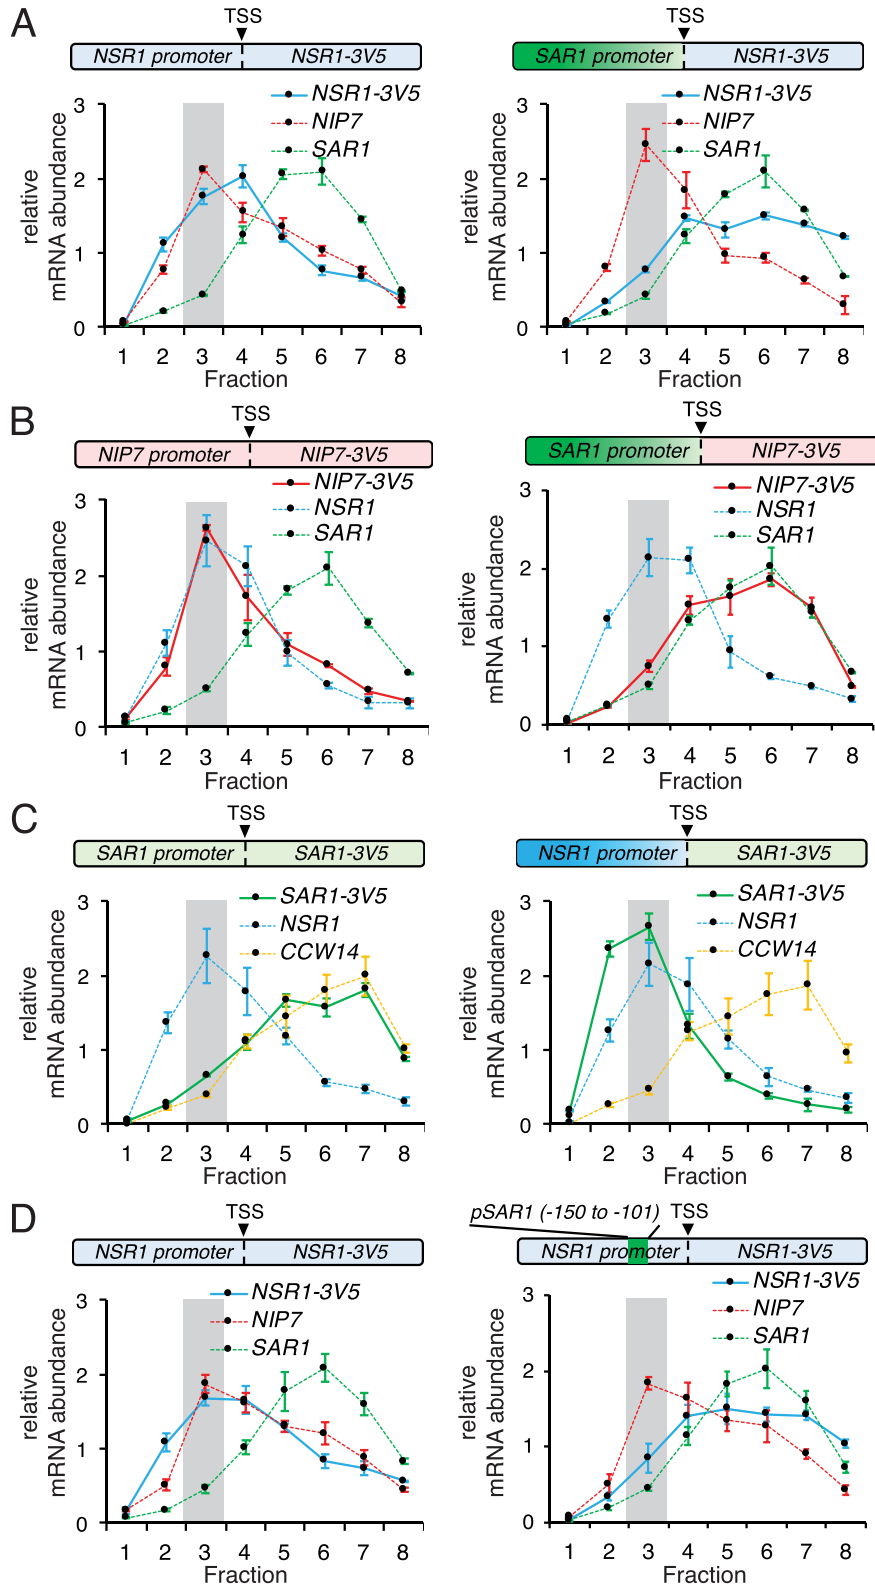 A
TSS
NSR1 promoter
NSR1-3V5
NSR1-3V5
NIP7
SAR1
relative
mRNA abundance
3
2
1
0
1 2 3 4 5 6 7 8
Fraction
TSS
SAR1 promoter
NSR1-3V5
NSR1-3V5
NIP7
SAR1
relative
mRNA abundance
3
2
1
0
1 2 3 4 5 6 7 8
Fraction
B
TSS
NIP7 promoter
NIP7-3V5
NIP7-3V5
NSR1
SAR1
relative
mRNA abundance
3
2
1
0
1 2 3 4 5 6 7 8
Fraction
TSS
SAR1 promoter
NIP7-3V5
NIP7-3V5
NSR1
SAR1
relative
mRNA abundance
3
2
1
0
1 2 3 4 5 6 7 8
Fraction
C
TSS
SAR1 promoter
SAR1-3V5
SAR1-3V5
NSR1
CCW14
relative
mRNA abundance
3
2
1
0
1 2 3 4 5 6 7 8
Fraction
TSS
NSR1 promoter
SAR1-3V5
SAR1-3V5
NSR1
CCW14
relative
mRNA abundance
3
2
1
0
1 2 3 4 5 6 7 8
Fraction
D
TSS
NSR1 promoter
NSR1-3V5
NSR1-3V5
NIP7
SAR1
relative
mRNA abundance
3
2
1
0
1 2 3 4 5 6 7 8
Fraction
pSAR1 (-150 to -101)
TSS
NSR1 promoter
NSR1-3V5
NSR1-3V5
NIP7
SAR1
relative
mRNA abundance
3
2
1
0
1 2 3 4 5 6 7 8
Fraction